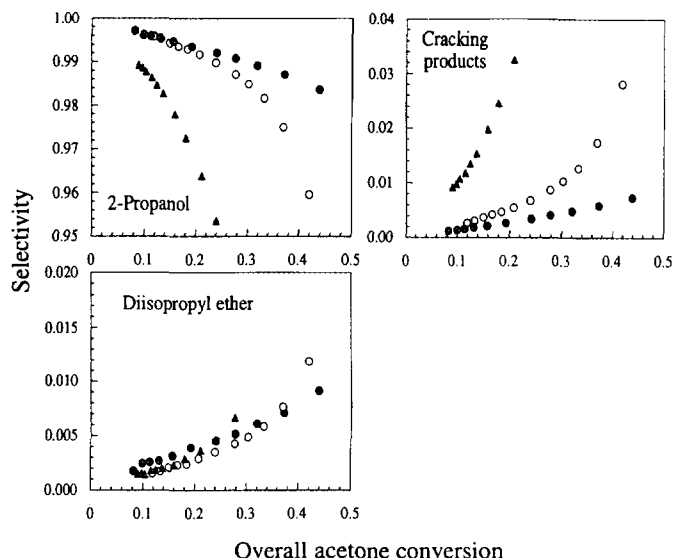 1.00
0.99
0.98
0.97
0.96
0.95
2-Propanol
0 0.1 0.2 0.3 0.4 0.5
0.04
0.03
0.02
0.01
0.00
Cracking
products
0 0.1 0.2 0.3 0.4 0.5
Selectivity
0.020
0.015
0.010
0.005
0.000
Diisopropyl ether
0 0.1 0.2 0.3 0.4 0.5
Overall acetone conversion